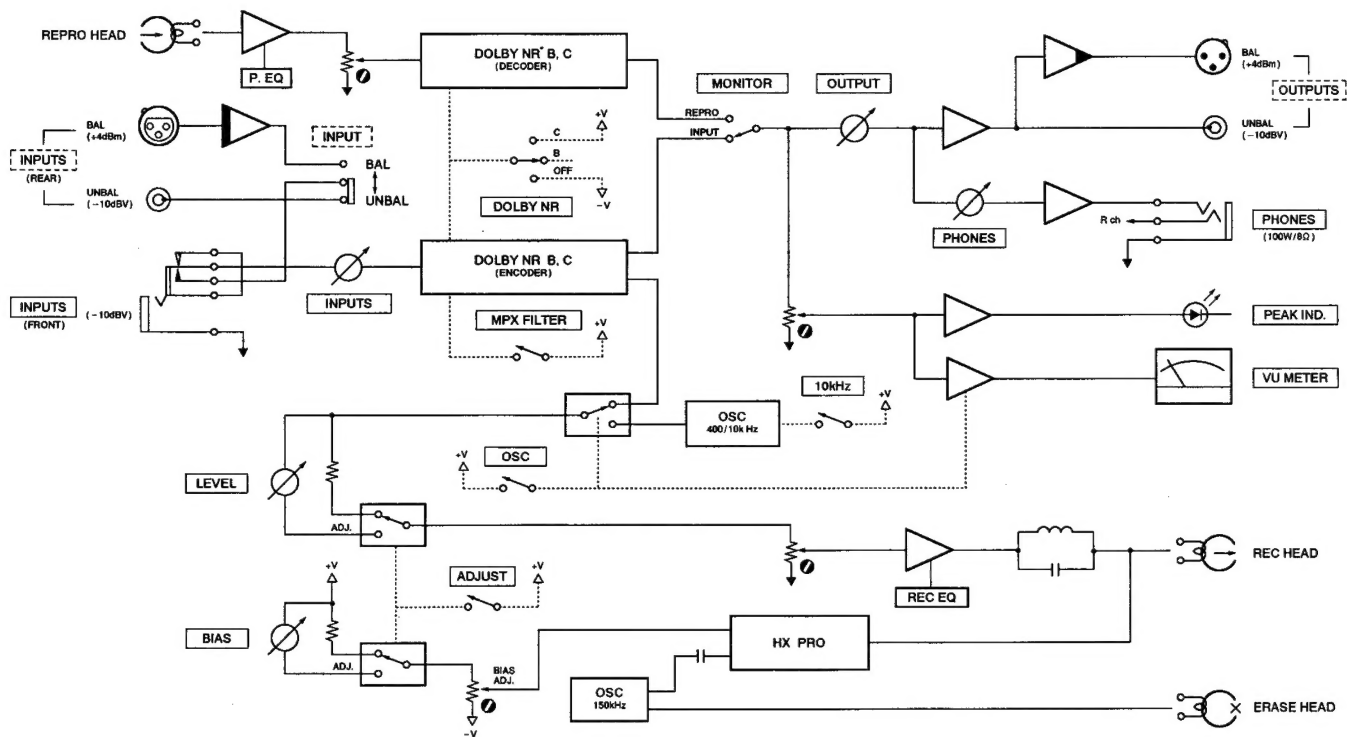 REPRO HEAD
P. EQ
DOLBY NR* B, C
(DECODER)
MONITOR
REPRO
INPUT
OUTPUT
BAL
(+4dBm)
OUTPUTS
UNBAL
(−10dBV)
BAL
(+4dBm)
INPUTS
(REAR)
UNBAL
(−10dBV)
INPUT
BAL
UNBAL
+V
C
B
OFF
−V
DOLBY NR
PHONES
R ch
PHONES
(100W/8Ω)
INPUTS
(FRONT)
(−10dBV)
INPUTS
DOLBY NR B, C
(ENCODER)
MPX FILTER
+V
PEAK IND.
VU METER
10kHz
+V
OSC
400/10k Hz
OSC
+V
LEVEL
ADJ.
ADJUST
+V
REC EQ
REC HEAD
+V
BIAS
ADJ.
BIAS
ADJ.
−V
HX PRO
OSC
150kHz
ERASE HEAD